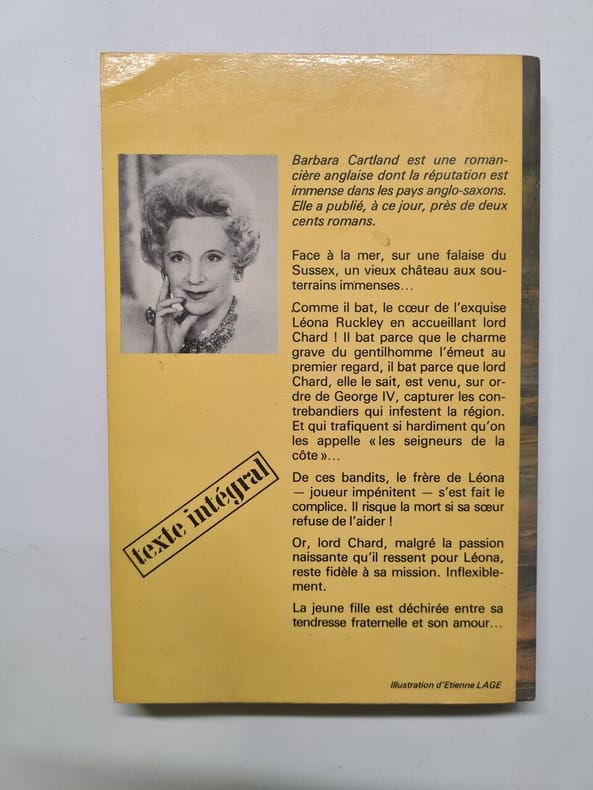 Barbara Cartland est une roman-
cière anglaise dont la réputation est
immense dans les pays anglo-saxons.
Elle a publié, à ce jour, près de deux
cents romans.
Face à la mer, sur une falaise du
Sussex, un vieux château aux sou-
terrains immenses...
Comme il bat, le cœur de l'exquise
Léona Ruckley en accueillant lord
Chard ! Il bat parce que le charme
grave du gentilhomme l'émeut au
premier regard, il bat parce que lord
Chard, elle le sait, est venu, sur or-
dre de George IV, capturer les con-
trebandiers qui infestent la région.
Et qui trafiquent si hardiment qu'on
les appelle « les seigneurs de la
côte »...
De ces bandits, le frère de Léona
— joueur impénitent — s'est fait le
complice. Il risque la mort si sa sœur
refuse de l'aider !
Or, lord Chard, malgré la passion
naissante qu'il ressent pour Léona,
reste fidèle à sa mission. Inflexible-
ment.
La jeune fille est déchirée entre sa
tendresse fraternelle et son amour...
texte intégral
Illustration d'Etienne LAGE